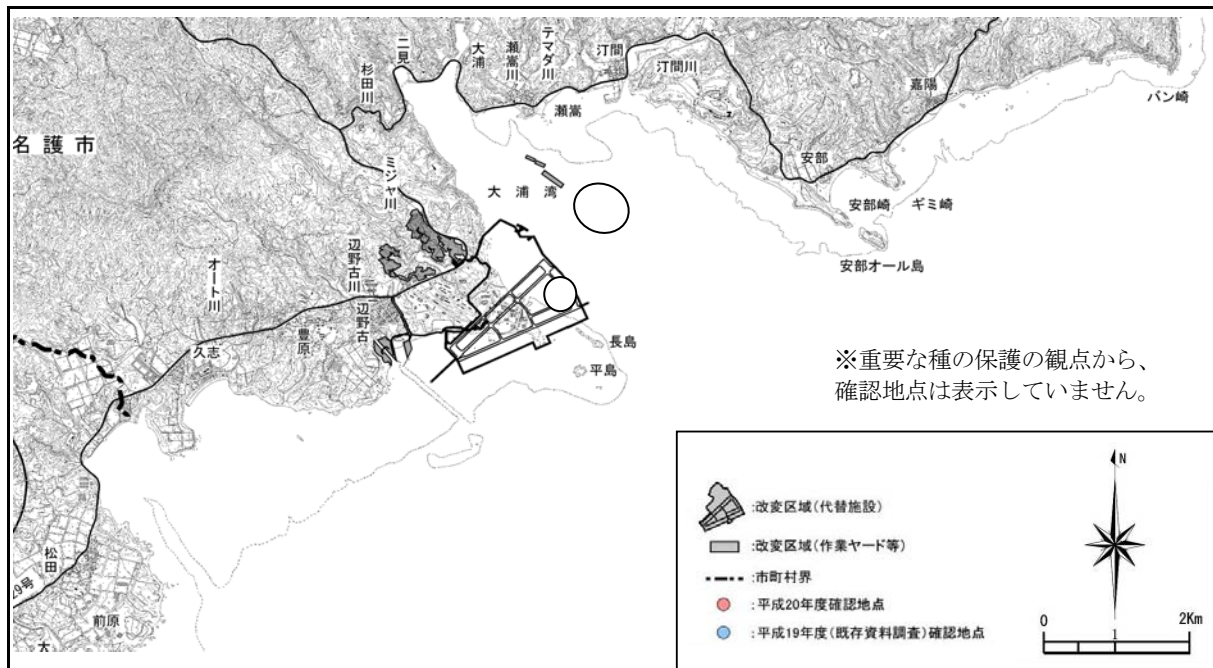 名護市
杉田川
二見
大浦
瀬嵩川
テマダ川
汀間
汀間川
瀬嵩
嘉陽
バン崎
安部
安部崎
ギミ崎
安部オール島
大浦湾
ミジャ川
辺野古川
辺野古
オート川
久志
豊原
長島
平島
松田
29号
前原
大
※重要な種の保護の観点から、
確認地点は表示していません。
:改変区域(代替施設)
:改変区域(作業ヤード等)
:市町村界
:平成20年度確認地点
:平成19年度(既存資料調査)確認地点
N
0 1 2Km